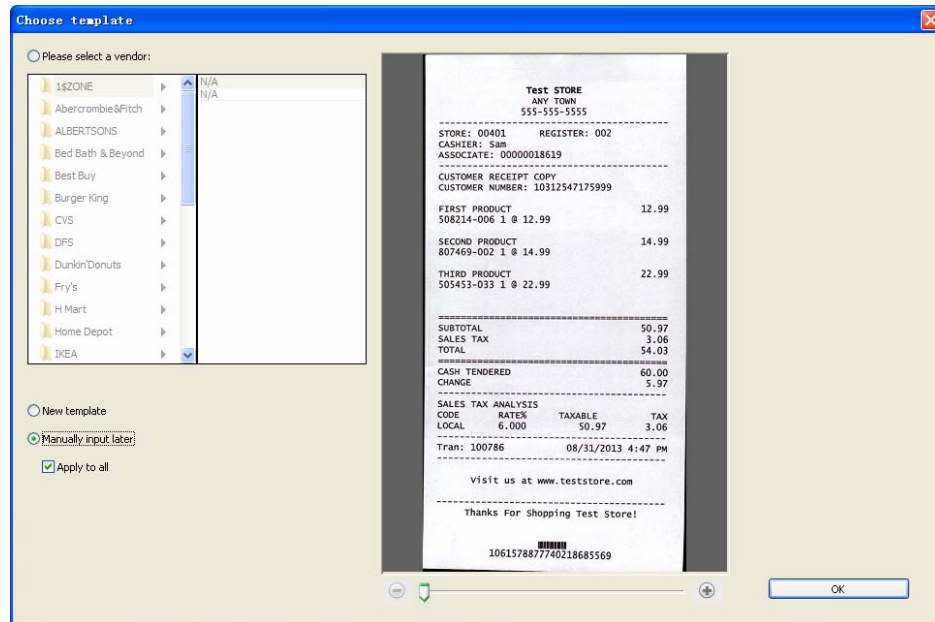 Choose template
Please select a vendor:
1$ZONE
Abercrombie&Fitch
ALBERTSONS
Bed Bath & Beyond
Best Buy
Burger King
CVS
DFS
Dunkin'Donuts
Fry's
H Mart
Home Depot
IKEA
N/A
N/A
New template
Manually input later
Apply to all
Test STORE
ANY TOWN
555-555-5555
STORE: 00401 REGISTER: 002
CASHIER: Sam
ASSOCIATE: 00000018619
CUSTOMER RECEIPT COPY
CUSTOMER NUMBER: 10312547175999
FIRST PRODUCT 12.99
508214-006 1 @ 12.99
SECOND PRODUCT 14.99
807469-002 1 @ 14.99
THIRD PRODUCT 22.99
505453-033 1 @ 22.99
SUBTOTAL 50.97
SALES TAX 3.06
TOTAL 54.03
CASH TENDERED 60.00
CHANGE 5.97
SALES TAX ANALYSIS
CODE RATE% TAXABLE TAX
LOCAL 6.000 50.97 3.06
Tran: 100786 08/31/2013 4:47 PM
Visit us at www.teststore.com
Thanks For Shopping Test Store!
1061578877740218685569
OK